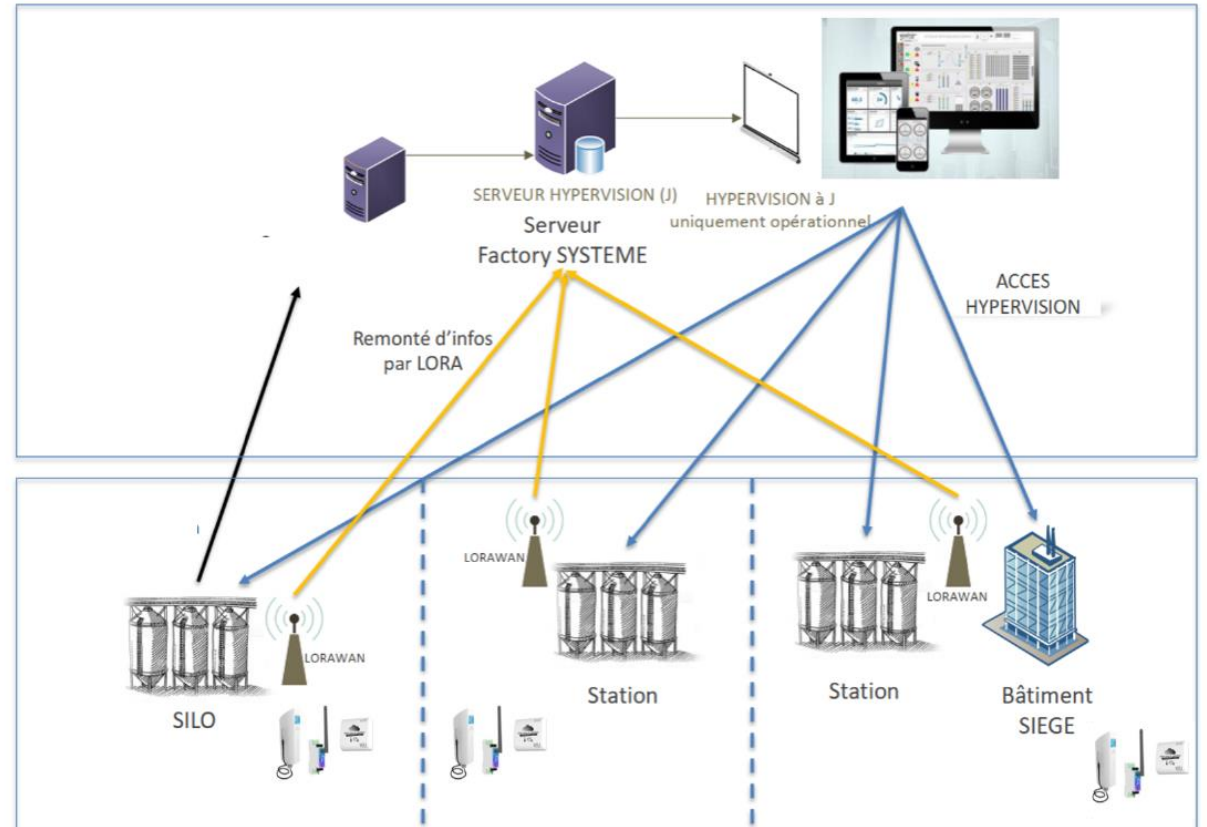 SERVEUR HYPERVISION (J)
Serveur
Factory SYSTEME
HYPERVISION à J
uniquement opérationnel
ACCES
HYPERVISION
Remonté d’infos
par LORA
LORAWAN
LORAWAN
LORAWAN
SILO
Station
Station
Bâtiment
SIEGE